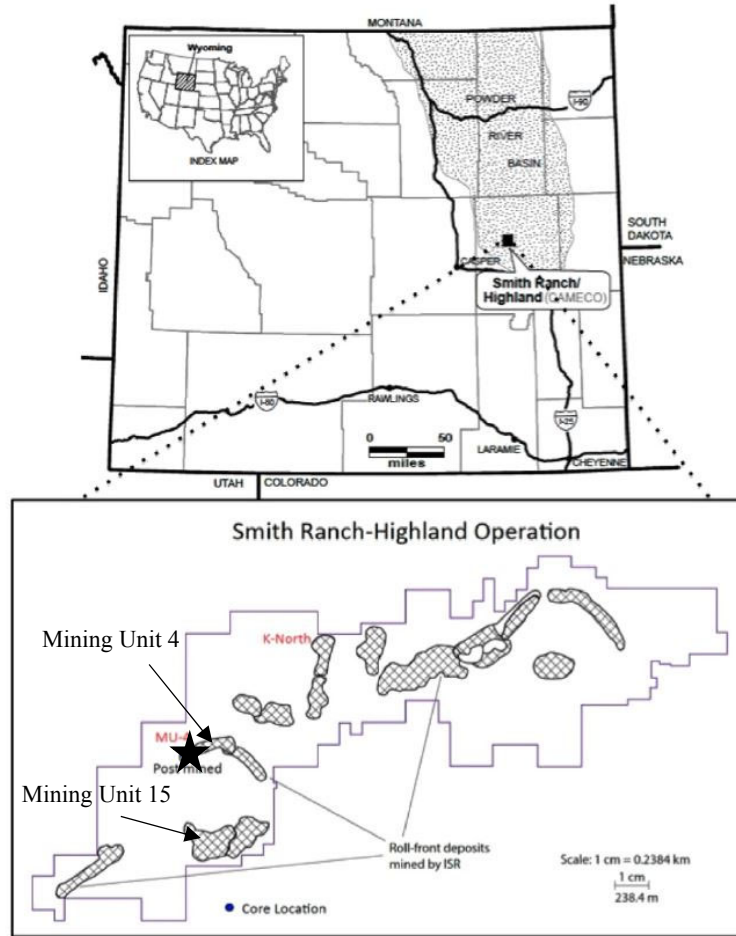 MONTANA
Wyoming
INDEX MAP
POWDER
RIVER
BASIN
I-90
IDAHO
SOUTH
DAKOTA
NEBRASKA
CASPER
Smith Ranch/
Highland (CAMECO)
I-80
RAWLINGS
0 50
miles
LARAMIE
I-25
CHEYENNE
UTAH COLORADO
Smith Ranch-Highland Operation
Mining Unit 4
K-North
MU-4
Post mined
Mining Unit 15
Roll-front deposits
mined by ISR
Scale: 1 cm = 0.2384 km
1 cm
238.4 m
Core Location